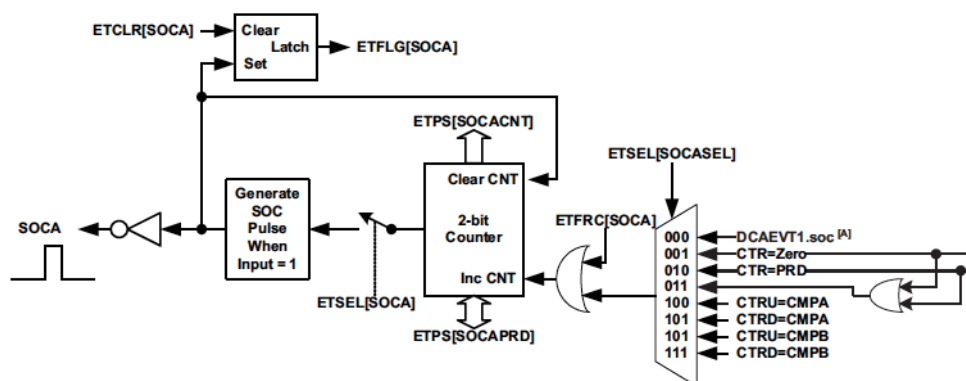 ETCLR[SOCA]
Clear
Latch
Set
ETFLG[SOCA]
ETPS[SOCACNT]
ETSEL[SOCASEL]
Clear CNT
2-bit
Counter
Inc CNT
Generate
SOC
Pulse
When
Input = 1
SOCA
ETSEL[SOCA]
ETPS[SOCAPRD]
ETFRC[SOCA]
000 DCAEVT1.soc [A]
001 CTR=Zero
010 CTR=PRD
011
100 CTRU=CMPA
101 CTRD=CMPA
101 CTRU=CMPB
111 CTRD=CMPB